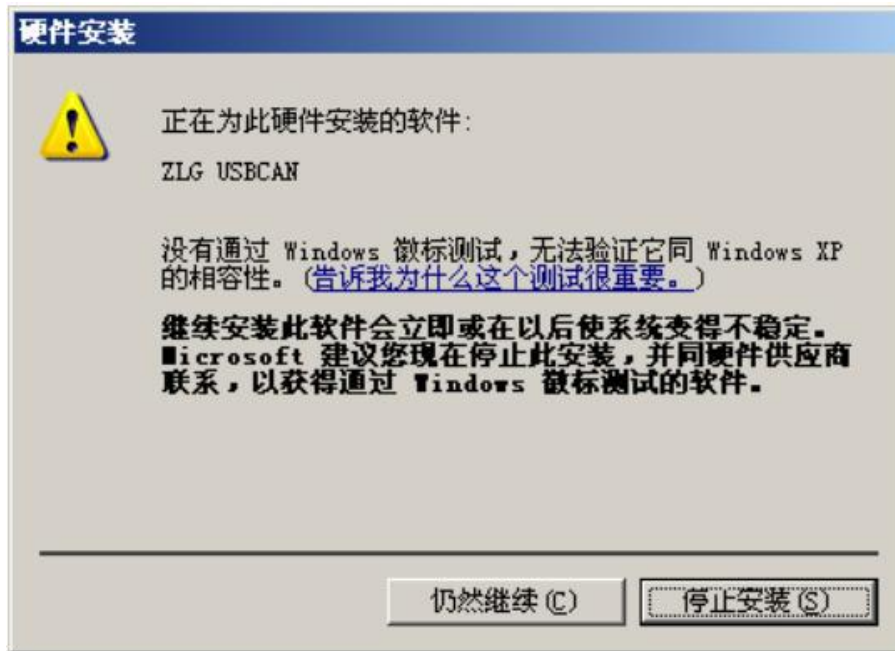 硬件安装
正在为此硬件安装的软件:
ZLG USBCAN
没有通过 Windows 徽标测试，无法验证它同 Windows XP
的相容性。(告诉我为什么这个测试很重要。)
继续安装此软件会立即或在以后使系统变得不稳定。
Microsoft 建议您现在停止此安装，并同硬件供应商
联系，以获得通过 Windows 徽标测试的软件。
仍然继续(C) 停止安装(S)